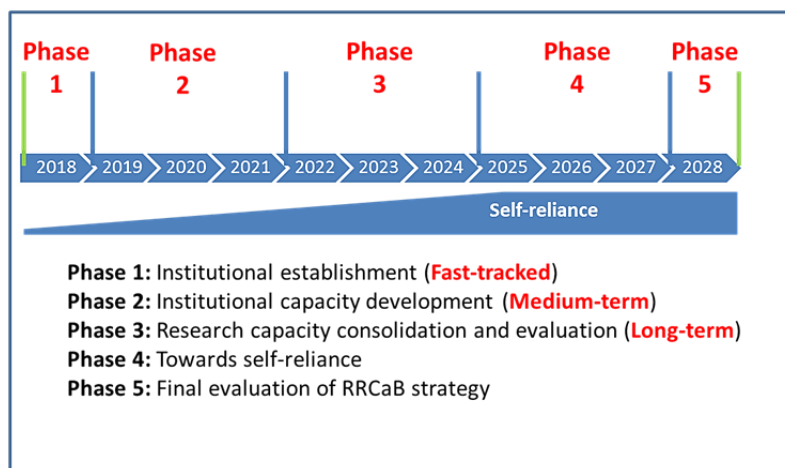 Phase 1
Phase 2
Phase 3
Phase 4
Phase 5
2018 2019 2020 2021 2022 2023 2024 2025 2026 2027 2028
Self-reliance
Phase 1: Institutional establishment (Fast-tracked)
Phase 2: Institutional capacity development (Medium-term)
Phase 3: Research capacity consolidation and evaluation (Long-term)
Phase 4: Towards self-reliance
Phase 5: Final evaluation of RRCaB strategy